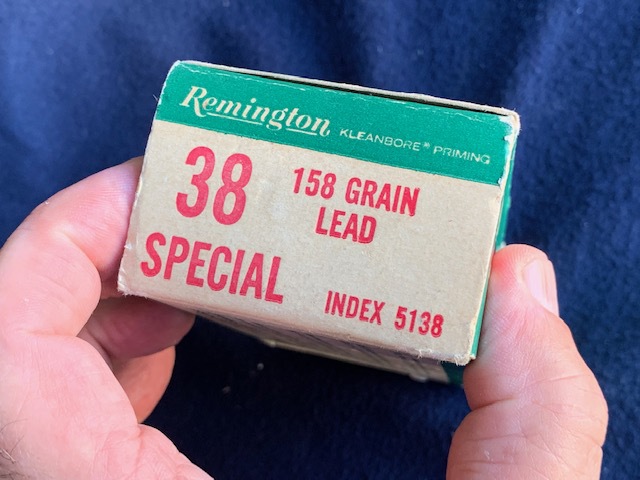 Remington KLEANBORE® PRIMING
38
SPECIAL
158 GRAIN
LEAD
INDEX 5138